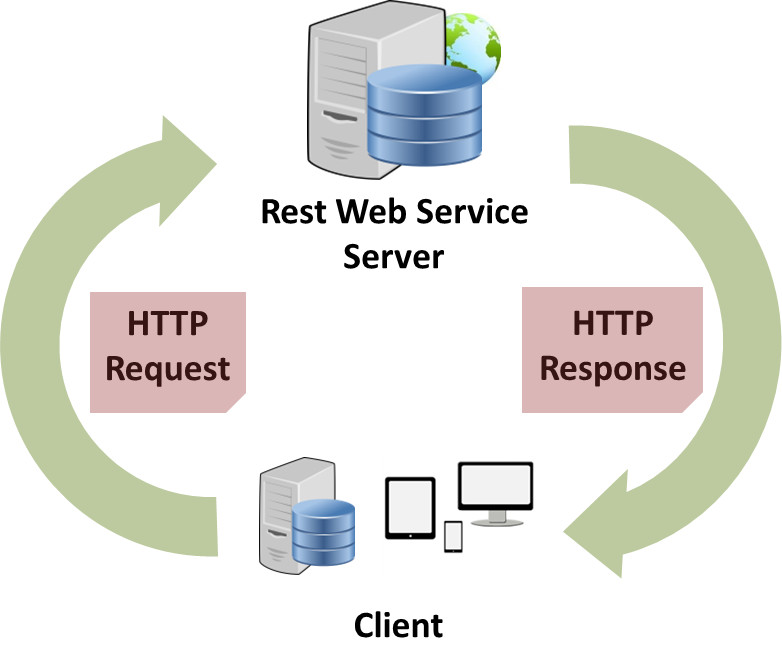 Rest Web Service
Server
HTTP
Request
HTTP
Response
Client